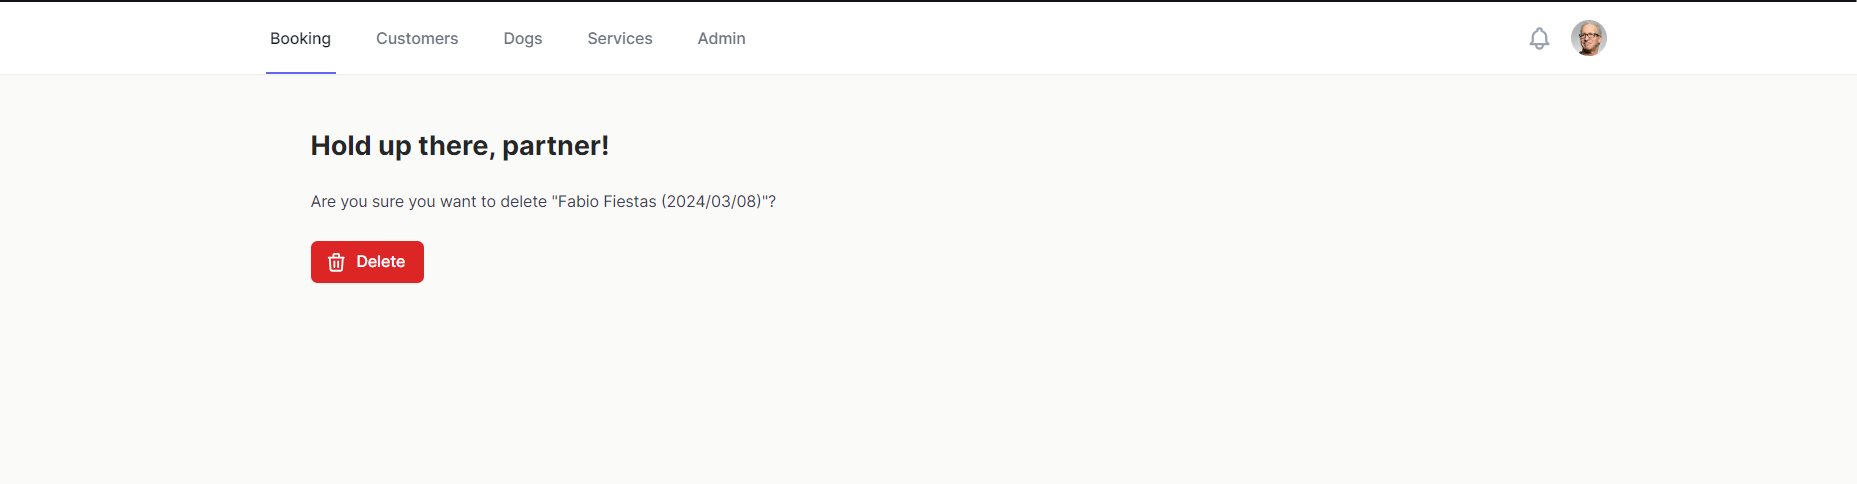 Booking Customers Dogs Services Admin
Hold up there, partner!
Are you sure you want to delete "Fabio Fiestas (2024/03/08)"?
Delete